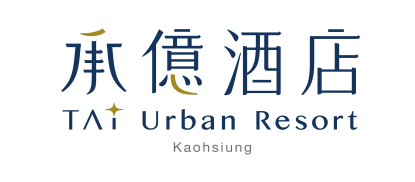 承億酒店
TAi Urban Resort
Kaohsiung